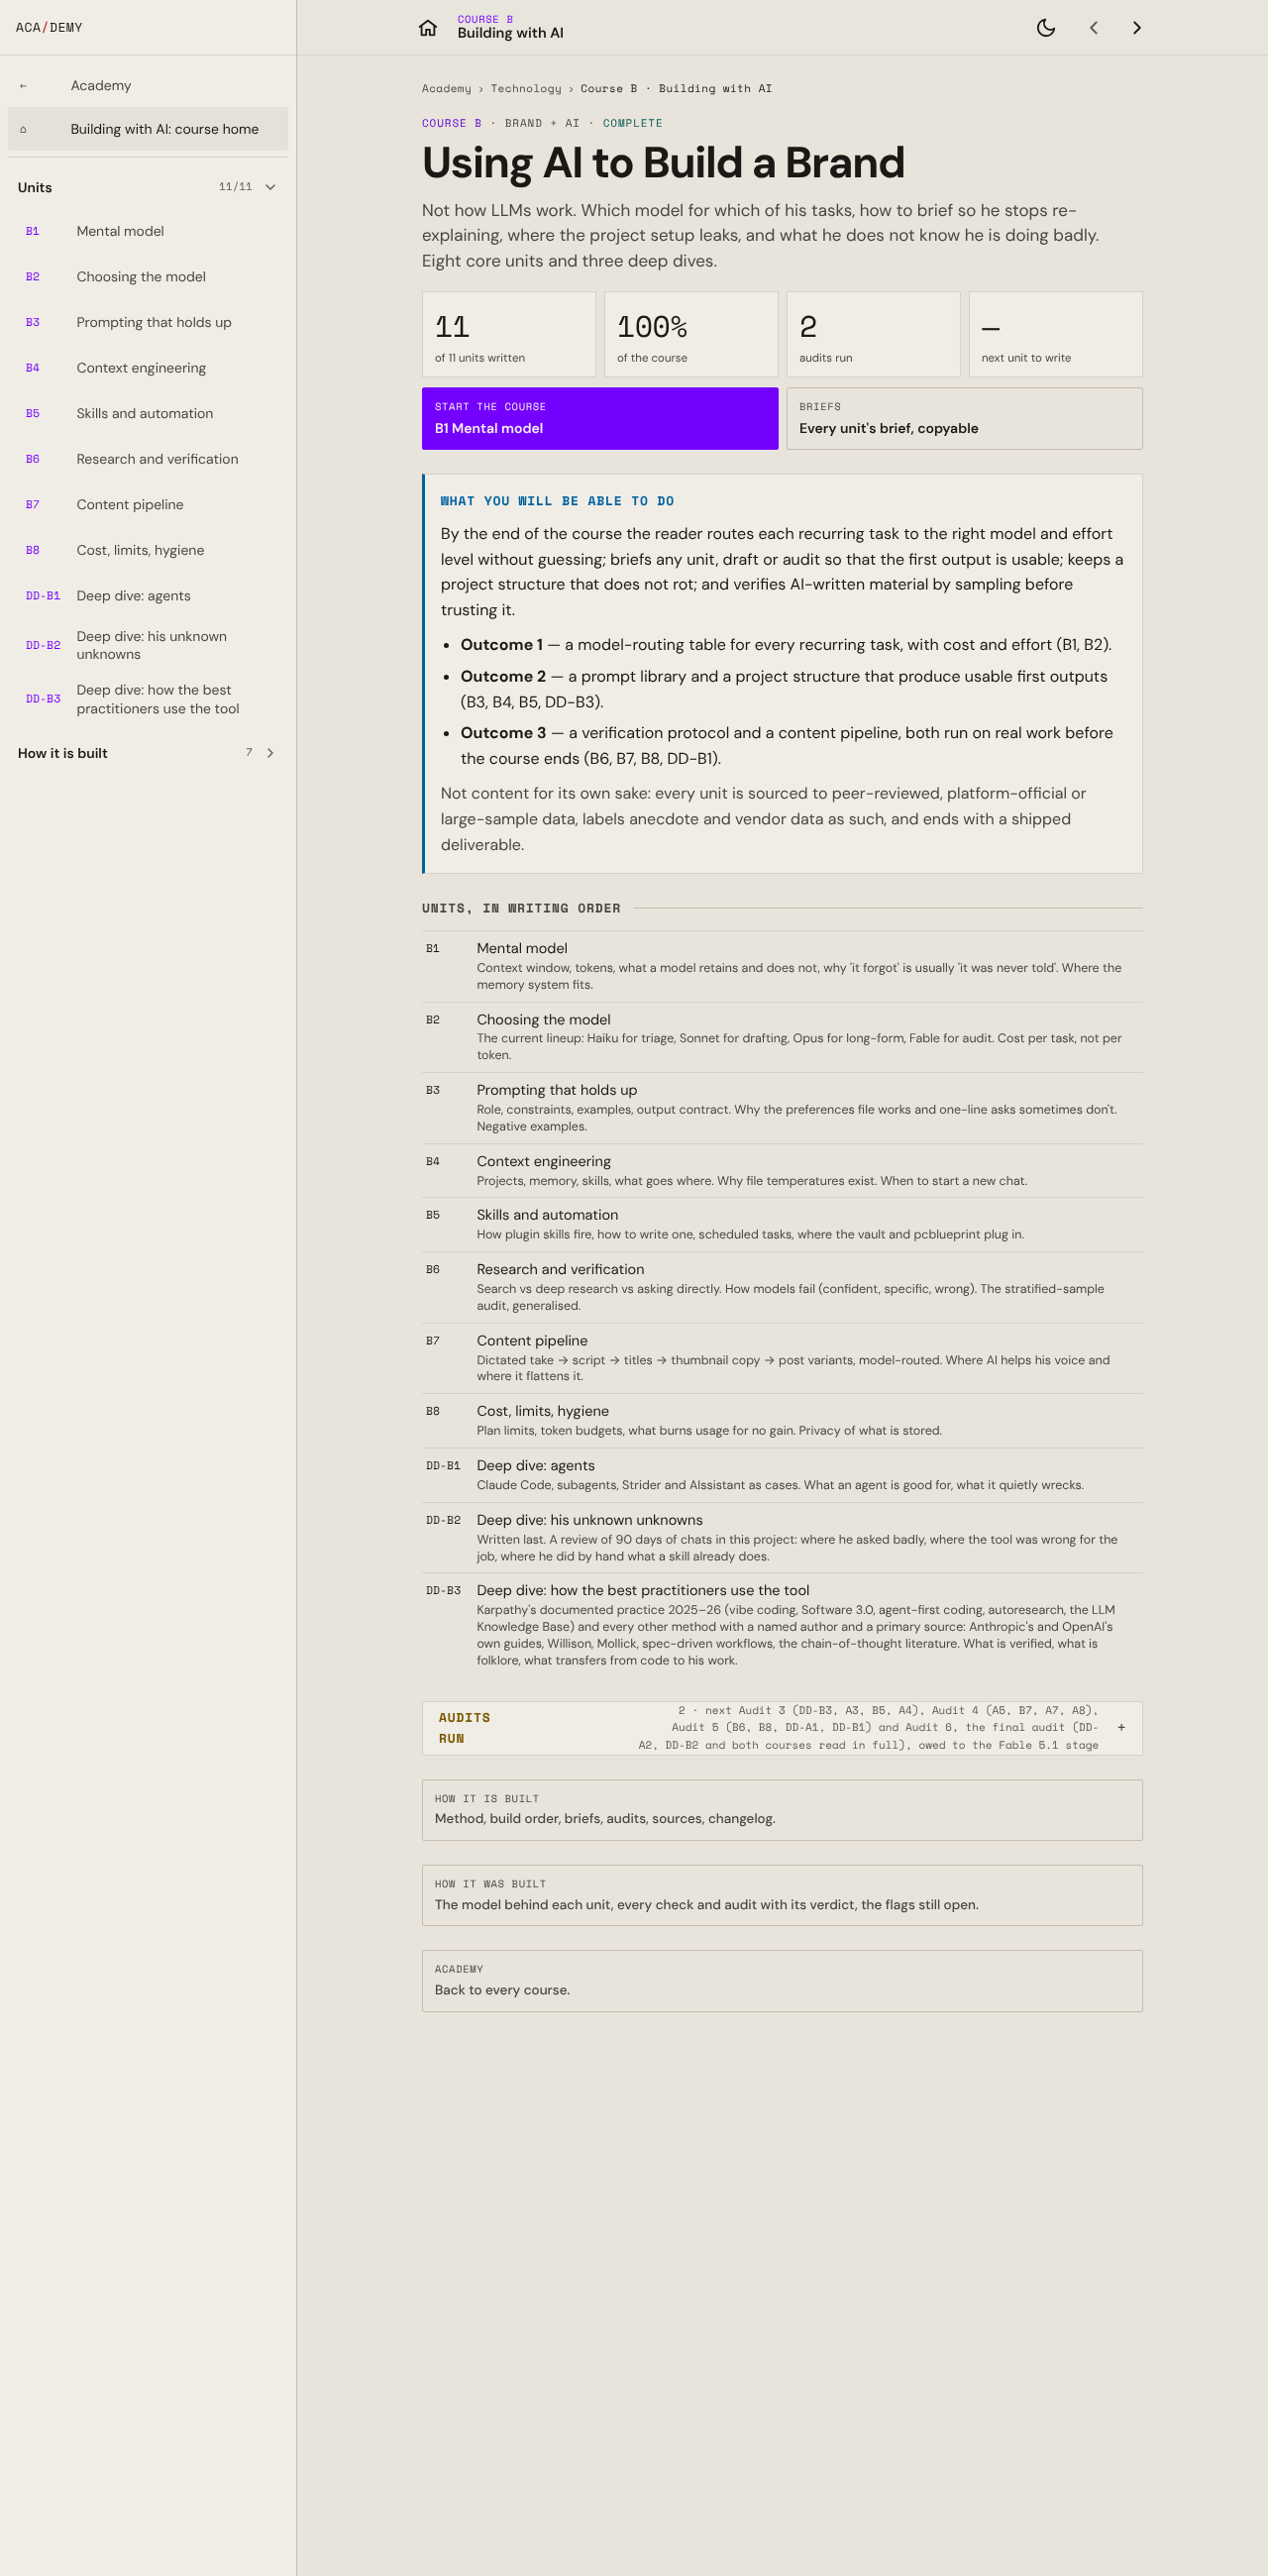 ACA/DEMY
← Academy
⌂ Building with AI: course home
Units 11/11
B1 Mental model
B2 Choosing the model
B3 Prompting that holds up
B4 Context engineering
B5 Skills and automation
B6 Research and verification
B7 Content pipeline
B8 Cost, limits, hygiene
DD-B1 Deep dive: agents
DD-B2 Deep dive: his unknown
unknowns
DD-B3 Deep dive: how the best
practitioners use the tool
How it is built 7
COURSE B
Building with AI
Academy › Technology › Course B · Building with AI
COURSE B · BRAND + AI · COMPLETE
Using AI to Build a Brand
Not how LLMs work. Which model for which of his tasks, how to brief so he stops re-
explaining, where the project setup leaks, and what he does not know he is doing badly.
Eight core units and three deep dives.
11
of 11 units written
100%
of the course
2
audits run
—
next unit to write
START THE COURSE
B1 Mental model
BRIEFS
Every unit's brief, copyable
WHAT YOU WILL BE ABLE TO DO
By the end of the course the reader routes each recurring task to the right model and effort
level without guessing; briefs any unit, draft or audit so that the first output is usable; keeps a
project structure that does not rot; and verifies AI-written material by sampling before
trusting it.
• Outcome 1 — a model-routing table for every recurring task, with cost and effort (B1, B2).
• Outcome 2 — a prompt library and a project structure that produce usable first outputs
(B3, B4, B5, DD-B3).
• Outcome 3 — a verification protocol and a content pipeline, both run on real work before
the course ends (B6, B7, B8, DD-B1).
Not content for its own sake: every unit is sourced to peer-reviewed, platform-official or
large-sample data, labels anecdote and vendor data as such, and ends with a shipped
deliverable.
UNITS, IN WRITING ORDER
B1 Mental model
Context window, tokens, what a model retains and does not, why 'it forgot' is usually 'it was never told'. Where the
memory system fits.
B2 Choosing the model
The current lineup: Haiku for triage, Sonnet for drafting, Opus for long-form, Fable for audit. Cost per task, not per
token.
B3 Prompting that holds up
Role, constraints, examples, output contract. Why the preferences file works and one-line asks sometimes don't.
Negative examples.
B4 Context engineering
Projects, memory, skills, what goes where. Why file temperatures exist. When to start a new chat.
B5 Skills and automation
How plugin skills fire, how to write one, scheduled tasks, where the vault and pcblueprint plug in.
B6 Research and verification
Search vs deep research vs asking directly. How models fail (confident, specific, wrong). The stratified-sample
audit, generalised.
B7 Content pipeline
Dictated take → script → titles → thumbnail copy → post variants, model-routed. Where AI helps his voice and
where it flattens it.
B8 Cost, limits, hygiene
Plan limits, token budgets, what burns usage for no gain. Privacy of what is stored.
DD-B1 Deep dive: agents
Claude Code, subagents, Strider and AIssistant as cases. What an agent is good for, what it quietly wrecks.
DD-B2 Deep dive: his unknown unknowns
Written last. A review of 90 days of chats in this project: where he asked badly, where the tool was wrong for the
job, where he did by hand what a skill already does.
DD-B3 Deep dive: how the best practitioners use the tool
Karpathy's documented practice 2025–26 (vibe coding, Software 3.0, agent-first coding, autoresearch, the LLM
Knowledge Base) and every other method with a named author and a primary source: Anthropic's and OpenAI's
own guides, Willison, Mollick, spec-driven workflows, the chain-of-thought literature. What is verified, what is
folklore, what transfers from code to his work.
AUDITS
RUN
2 · next Audit 3 (DD-B3, A3, B5, A4), Audit 4 (A5, B7, A7, A8),
Audit 5 (B6, B8, DD-A1, DD-B1) and Audit 6, the final audit (DD-
A2, DD-B2 and both courses read in full), owed to the Fable 5.1 stage
+
HOW IT IS BUILT
Method, build order, briefs, audits, sources, changelog.
HOW IT WAS BUILT
The model behind each unit, every check and audit with its verdict, the flags still open.
ACADEMY
Back to every course.